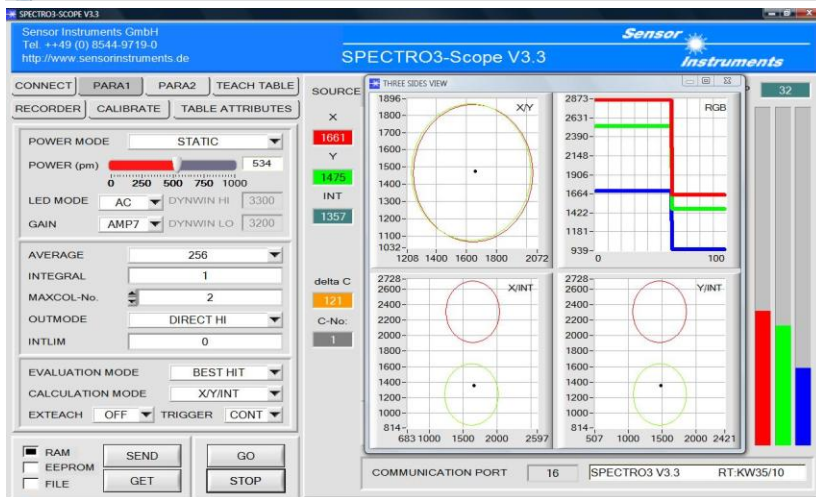 SPECTRO3-SCOPE V3.3
Sensor Instruments GmbH
Tel. ++49 (0) 8544-9719-0
http://www.sensorinstruments.de
SPECTRO3-Scope V3.3
Sensor
Instruments
CONNECT PARA1 PARA2 TEACH TABLE
RECORDER CALIBRATE TABLE ATTRIBUTES
POWER MODE STATIC
POWER (pm) 534
0 250 500 750 1000
LED MODE AC DYNWIN HI 3300
GAIN AMP7 DYNWIN LO 3200
AVERAGE 256
INTEGRAL 1
MAXCOL-No. 2
OUTMODE DIRECT HI
INTLIM 0
EVALUATION MODE BEST HIT
CALCULATION MODE X/Y/INT
EXTEACH OFF TRIGGER CONT
RAM
EEPROM
FILE
SEND GO
GET STOP
SOURCE
X
1661
Y
1475
INT
1357
delta C
121
C-No:
1
32
THREE SIDES VIEW
X/Y
1896
1800
1700
1600
1500
1400
1300
1200
1100
1032
1208 1400 1600 1800 2072
RGB
2873
2631
2390
2148
1906
1664
1422
1181
939
0 100
X/INT
2728
2600
2400
2200
2000
1800
1600
1400
1200
1000
814
683 1000 1500 2000 2597
Y/INT
2728
2600
2400
2200
2000
1800
1600
1400
1200
1000
814
507 1000 1500 2000 2421
COMMUNICATION PORT 16 SPECTRO3 V3.3 RT:KW35/10